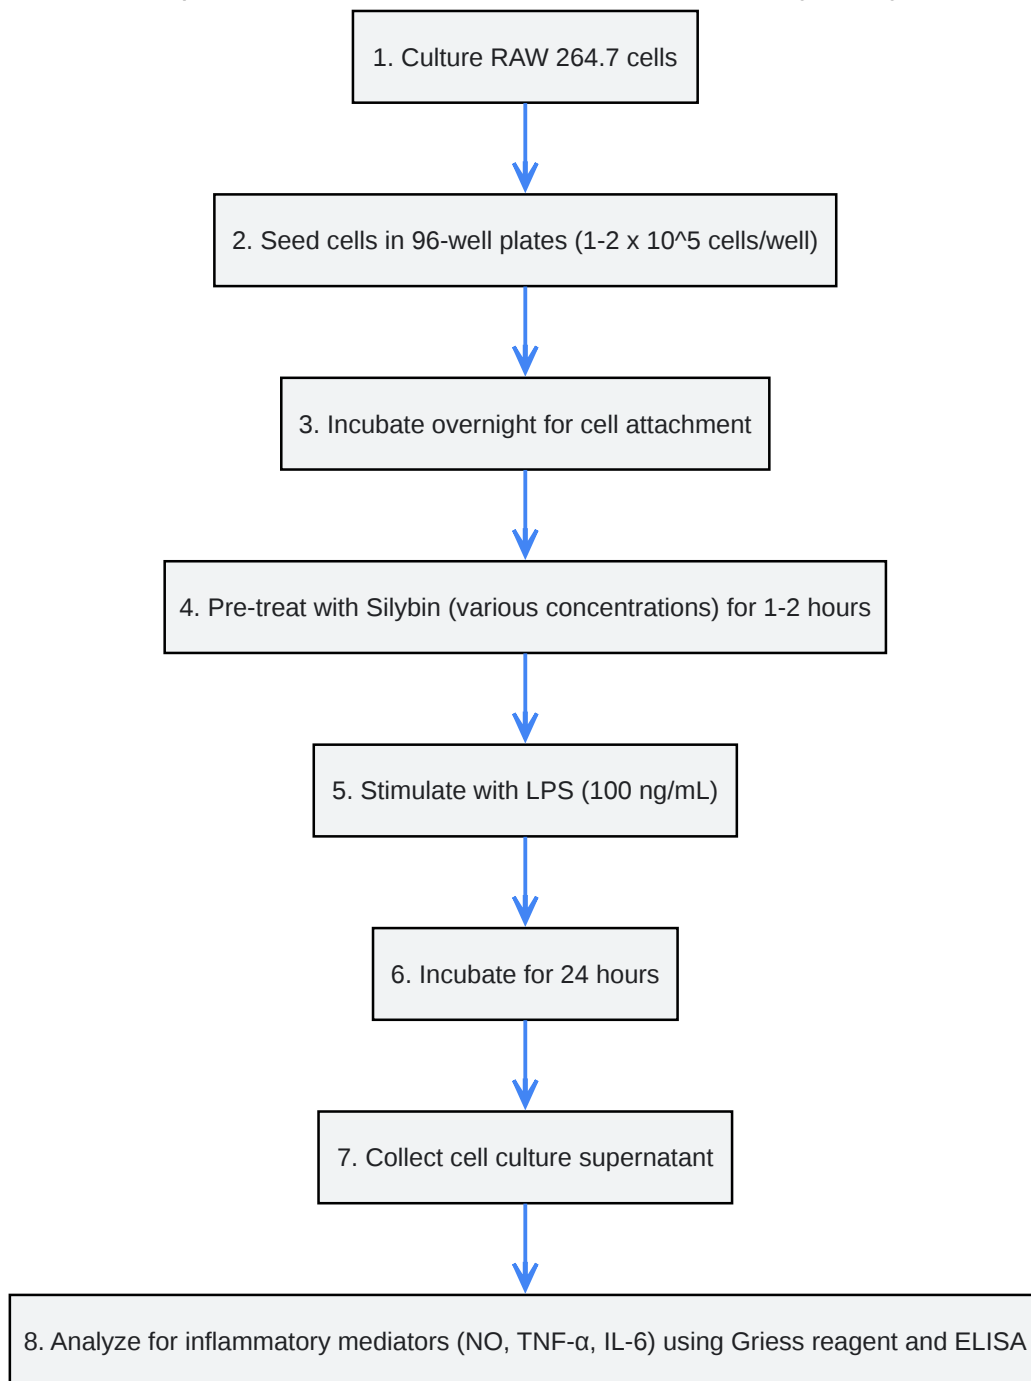 1. Culture RAW 264.7 cells
2. Seed cells in 96-well plates (1-2 x 10^5 cells/well)
3. Incubate overnight for cell attachment
4. Pre-treat with Silybin (various concentrations) for 1-2 hours
5. Stimulate with LPS (100 ng/mL)
6. Incubate for 24 hours
7. Collect cell culture supernatant
8. Analyze for inflammatory mediators (NO, TNF-α, IL-6) using Griess reagent and ELISA